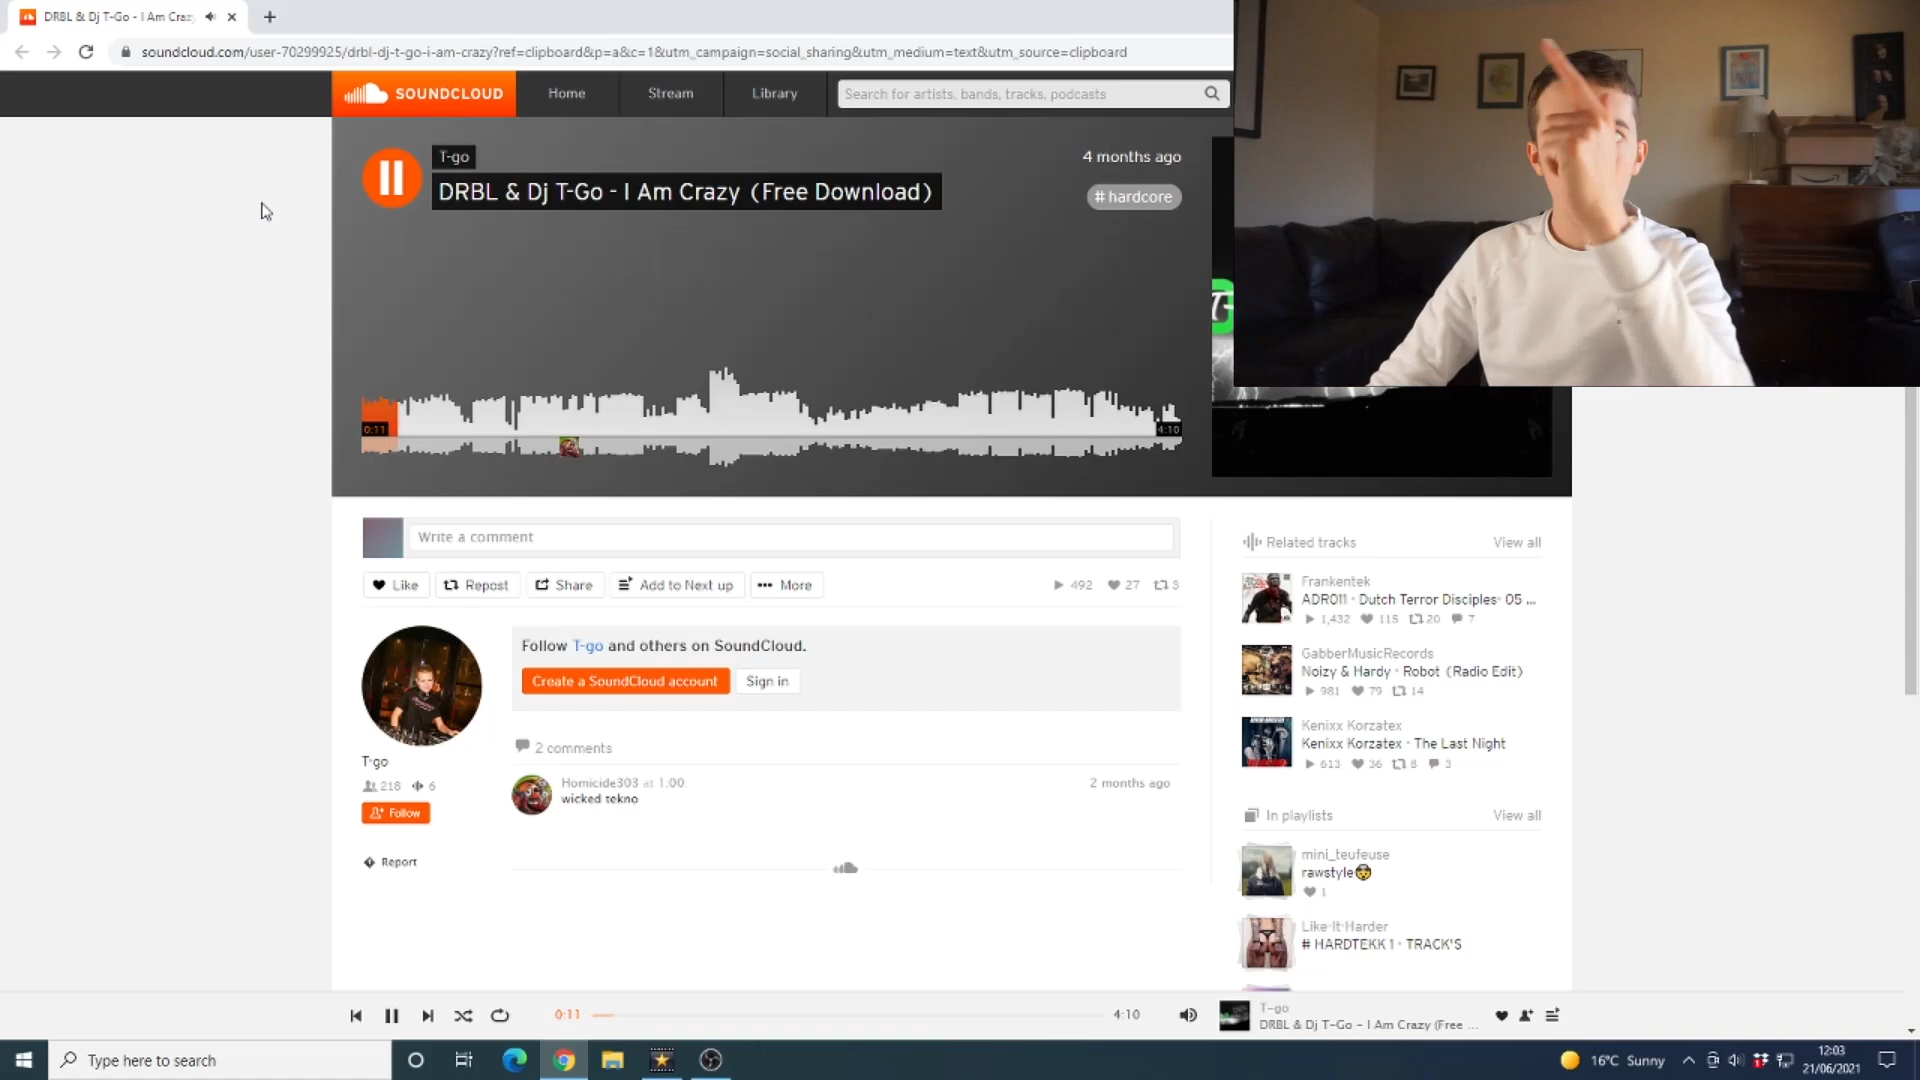 DRBL & Dj T-Go - I Am Craz
soundcloud.com/user-70299925/drbl-dj-t-go-i-am-crazy?ref=clipboard&p=a&c=1&utm_campaign=social_sharing&utm_medium=text&utm_source=clipboard
SOUNDCLOUD Home Stream Library Search for artists, bands, tracks, podcasts
T-go 4 months ago
DRBL & Dj T-Go - I Am Crazy (Free Download) # hardcore
0:11 4:10
Write a comment
Like Repost Share Add to Next up More 492 27 3
Follow T-go and others on SoundCloud.
Create a SoundCloud account Sign in
T-go
218 6
Follow
Report
2 comments
Homicide303 at 1:00. 2 months ago
wicked tekno
Related tracks View all
Frankentek
ADR011 - Dutch Terror Disciples- 05 ...
1,432 115 20 7
GabberMusicRecords
Noizy & Hardy - Robot (Radio Edit)
981 79 14
Kenixx Korzatex
Kenixx Korzatex - The Last Night
613 36 8 3
In playlists View all
mini_teufeuse
rawstyle🤯
1
Like-It-Harder
# HARDTEKK 1 - TRACK'S
0:11 4:10 T-go
DRBL & Dj T-Go - I Am Crazy (Free ...
Type here to search 16°C Sunny 12:03
21/06/2021